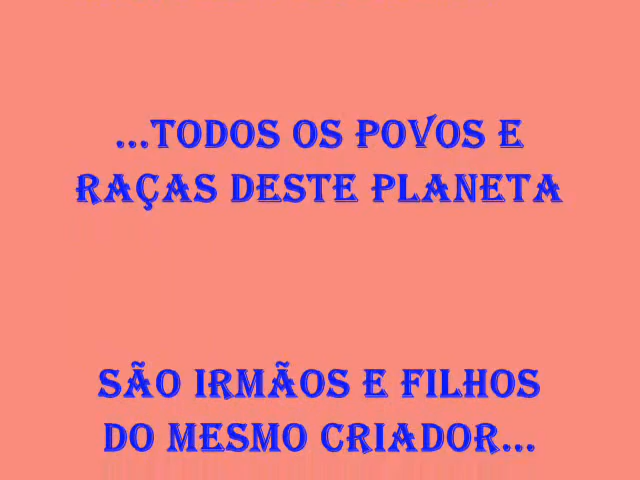 ...TODOS OS POVOS E
RAÇAS DESTE PLANETA
SÃO IRMÃOS E FILHOS
DO MESMO CRIADOR...